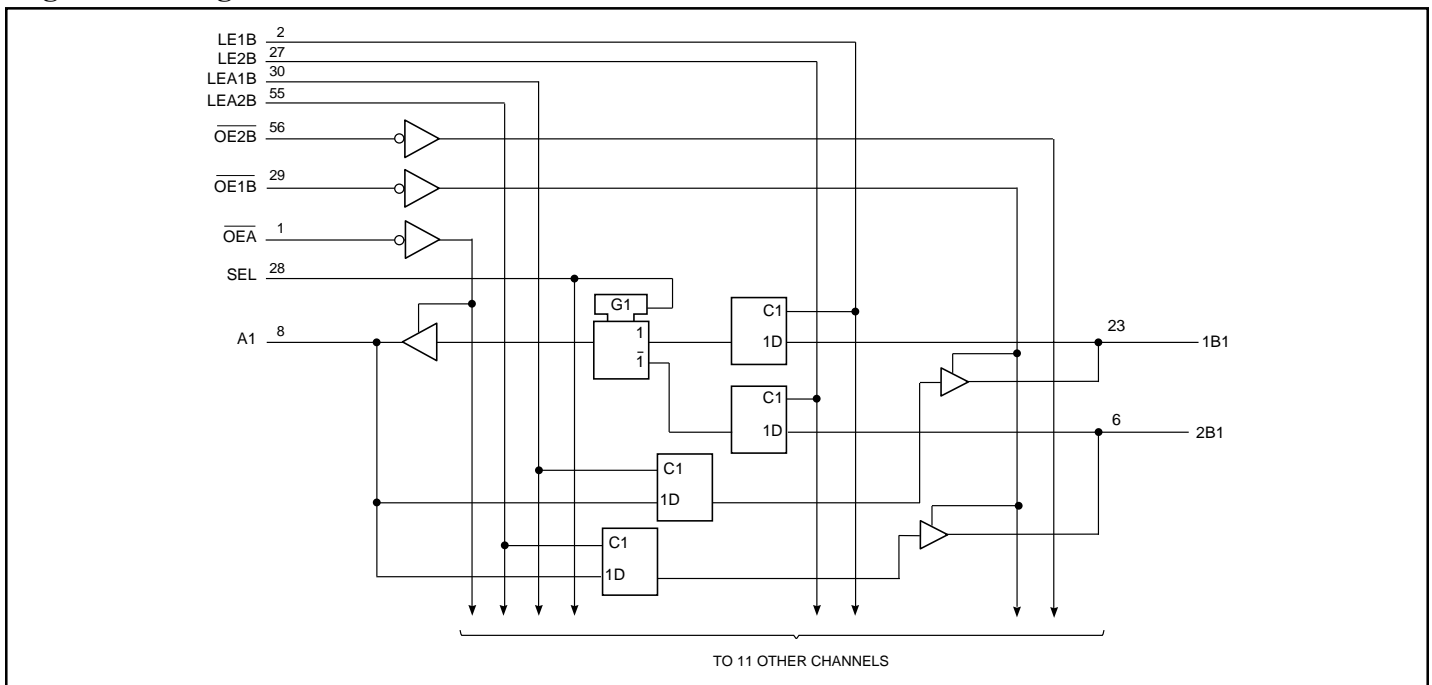 LE1B 2
LE2B 27
LEA1B 30
LEA2B 55
OE2B 56
OE1B 29
OEA 1
SEL 28
G1
A1 8
1
1
C1
1D
23
1B1
C1
1D
6
2B1
C1
1D
C1
1D
TO 11 OTHER CHANNELS